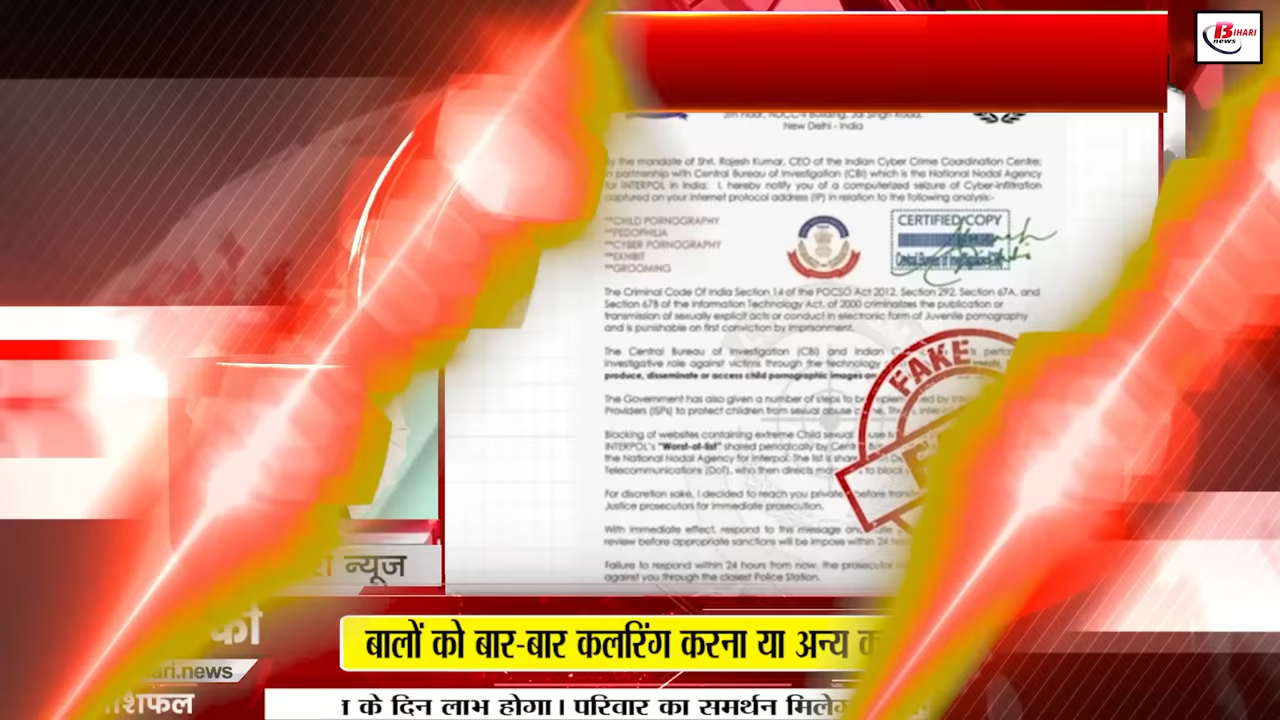 BIHARI
news
New Delhi - India
by the mandate of Shri. Rajesh Kumar, CEO of the Indian Cyber Crime Coordination Centre;
in partnership with Central Bureau of Investigation (CBI) which is the National Nodal Agency
for INTERPOL in India; I, hereby notify you of a computerized seizure of Cyber-infiltration
captured on your internet protocol address (IP) in relation to the following analysis:-
**CHILD PORNOGRAPHY
**PEDOPHILIA
**CYBER PORNOGRAPHY
**EXHIBIT
**GROOMING
CERTIFIED COPY
The Criminal Code Of India Section 14 of the POCSO Act 2012, Section 292, Section 67A, and
Section 67B of the Information Technology Act, of 2000 criminalizes the publication or
transmission of sexually explicit acts or conduct in electronic form of Juvenile pornography
and is punishable on first conviction by imprisonment.
The Central Bureau of Investigation (CBI) and Indian
investigative role against victims through the technology
produce, disseminate or access child pornographic images on
FAKE
The Government has also given a number of steps to be
Providers (ISPs) to protect children from sexual abuse
Blocking of websites containing extreme Child sexual
INTERPOL's "Worst-of-list" shared periodically by
the National Nodal Agency for Interpol. The list is
Telecommunications (DoT), who then directs to block
For discretion sake, I decided to reach you private before
Justice prosecutors for immediate prosecution.
With immediate effect, respond to this message
review before appropriate sanctions will be impose within 24
Failure to respond within 24 hours from now, the prosecutor
against you through the closest Police Station.
न्यूज
की
ari.news
बालों को बार-बार कलरिंग करना या अन्य
शिफल
के दिन लाभ होगा। परिवार का समर्थन